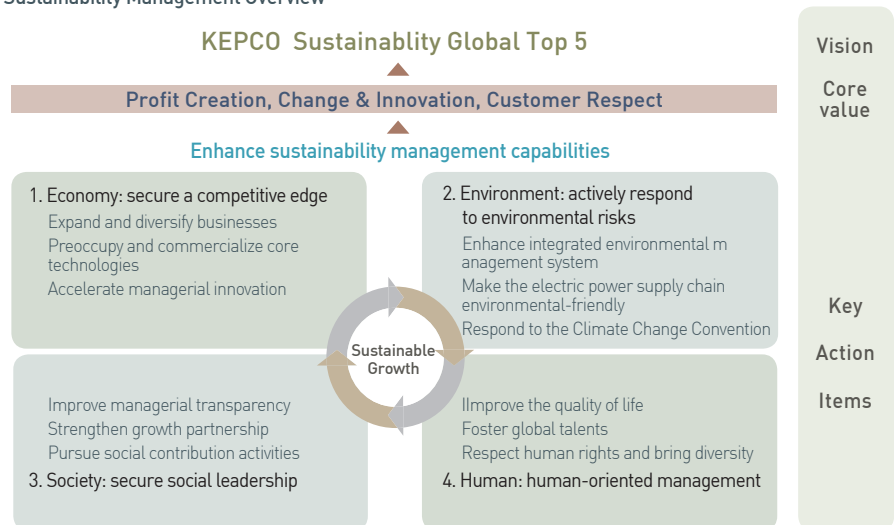 Sustainability Management Overview
KEPCO Sustainablity Global Top 5
Profit Creation, Change & Innovation, Customer Respect
Enhance sustainability management capabilities
1. Economy: secure a competitive edge
Expand and diversify businesses
Preoccupy and commercialize core
technologies
Accelerate managerial innovation
2. Environment: actively respond
to environmental risks
Enhance integrated environmental m
anagement system
Make the electric power supply chain
environmental-friendly
Respond to the Climate Change Convention
Sustainable
Growth
Improve managerial transparency
Strengthen growth partnership
Pursue social contribution activities
3. Society: secure social leadership
IImprove the quality of life
Foster global talents
Respect human rights and bring diversity
4. Human: human-oriented management
Vision
Core
value
Key
Action
Items